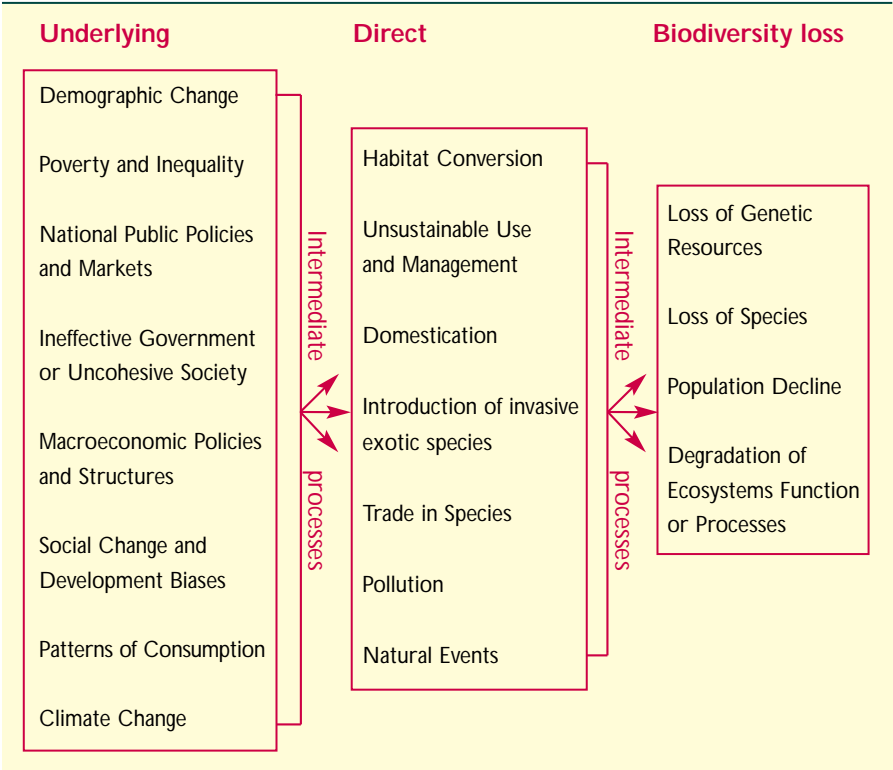 Underlying
Direct
Biodiversity loss
Demographic Change
Poverty and Inequality
National Public Policies
and Markets
Ineffective Government
or Uncohesive Society
Macroeconomic Policies
and Structures
Social Change and
Development Biases
Patterns of Consumption
Climate Change
Intermediate
processes
Habitat Conversion
Unsustainable Use
and Management
Domestication
Introduction of invasive
exotic species
Trade in Species
Pollution
Natural Events
Intermediate
processes
Loss of Genetic
Resources
Loss of Species
Population Decline
Degradation of
Ecosystems Function
or Processes